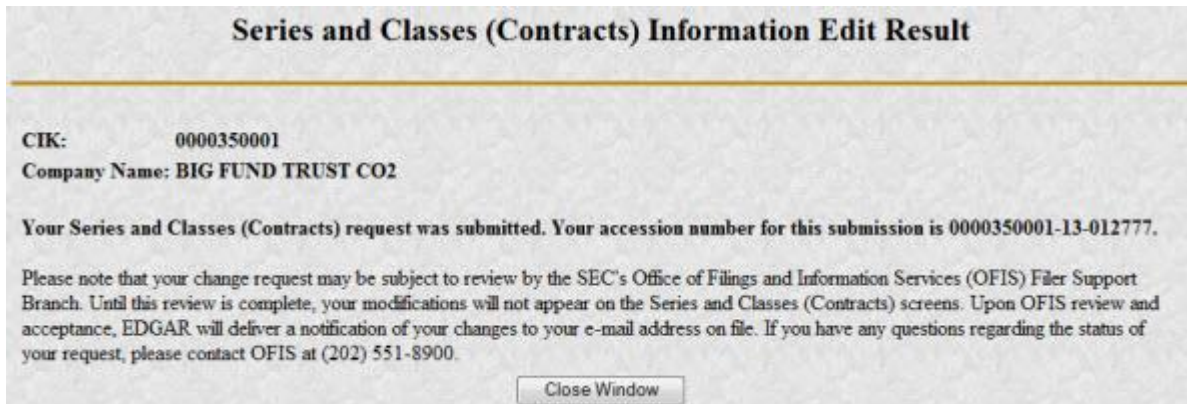 Series and Classes (Contracts) Information Edit Result
CIK: 0000350001
Company Name: BIG FUND TRUST CO2
Your Series and Classes (Contracts) request was submitted. Your accession number for this submission is 0000350001-13-012777.
Please note that your change request may be subject to review by the SEC's Office of Filings and Information Services (OFIS) Filer Support
Branch. Until this review is complete, your modifications will not appear on the Series and Classes (Contracts) screens. Upon OFIS review and
acceptance, EDGAR will deliver a notification of your changes to your e-mail address on file. If you have any questions regarding the status of
your request, please contact OFIS at (202) 551-8900.
Close Window